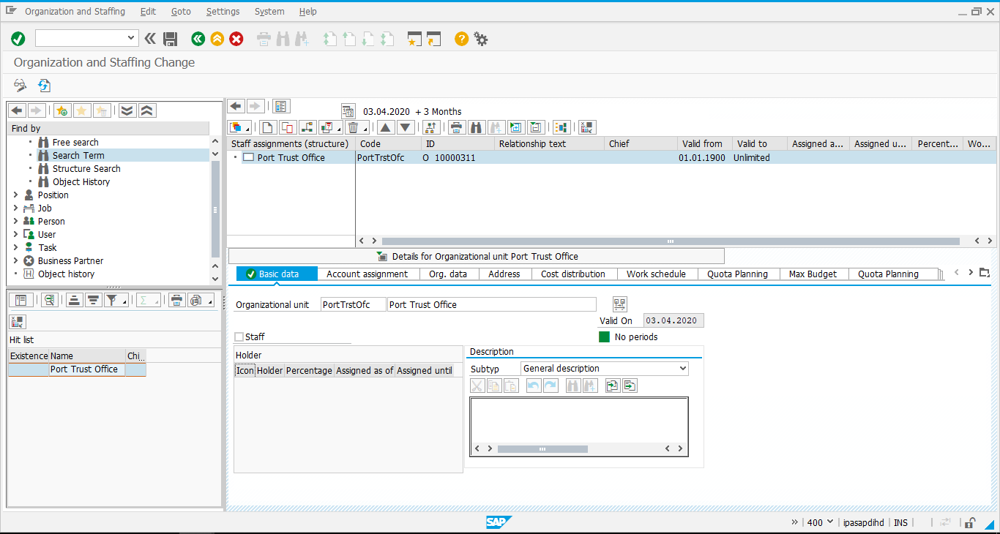 Organization and Staffing Edit Goto Settings System Help
Organization and Staffing Change
03.04.2020 + 3 Months
Find by
Free search
Search Term
Structure Search
Object History
Position
Job
Person
User
Task
Business Partner
Object history
Staff assignments (structure) Code ID Relationship text Chief Valid from Valid to Assigned a... Assigned u... Percent... Wo...
Port Trust Office PortTrstOfc O 10000311 01.01.1900 Unlimited
Details for Organizational unit Port Trust Office
Basic data Account assignment Org. data Address Cost distribution Work schedule Quota Planning Max Budget Quota Planning
Organizational unit PortTrstOfc Port Trust Office
Valid On 03.04.2020
Staff
No periods
Hit list
Existence Name Chi...
Port Trust Office
Holder
Icon Holder Percentage Assigned as of Assigned until
Description
Subtyp General description
SAP
400 ipasapdihd INS